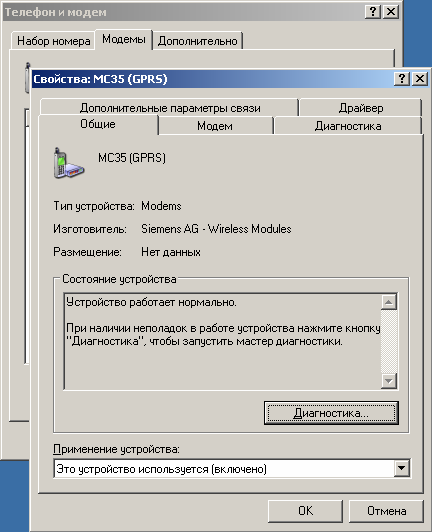 Телефон и модем
Набор номера Модемы Дополнительно
Свойства: MC35 (GPRS)
Дополнительные параметры связи Драйвер
Общие Модем Диагностика
MC35 (GPRS)
Тип устройства: Modems
Изготовитель: Siemens AG - Wireless Modules
Размещение: Нет данных
Состояние устройства
Устройство работает нормально.
При наличии неполадок в работе устройства нажмите кнопку
"Диагностика", чтобы запустить мастер диагностики.
Диагностика...
Применение устройства:
Это устройство используется (включено)
OK Отмена